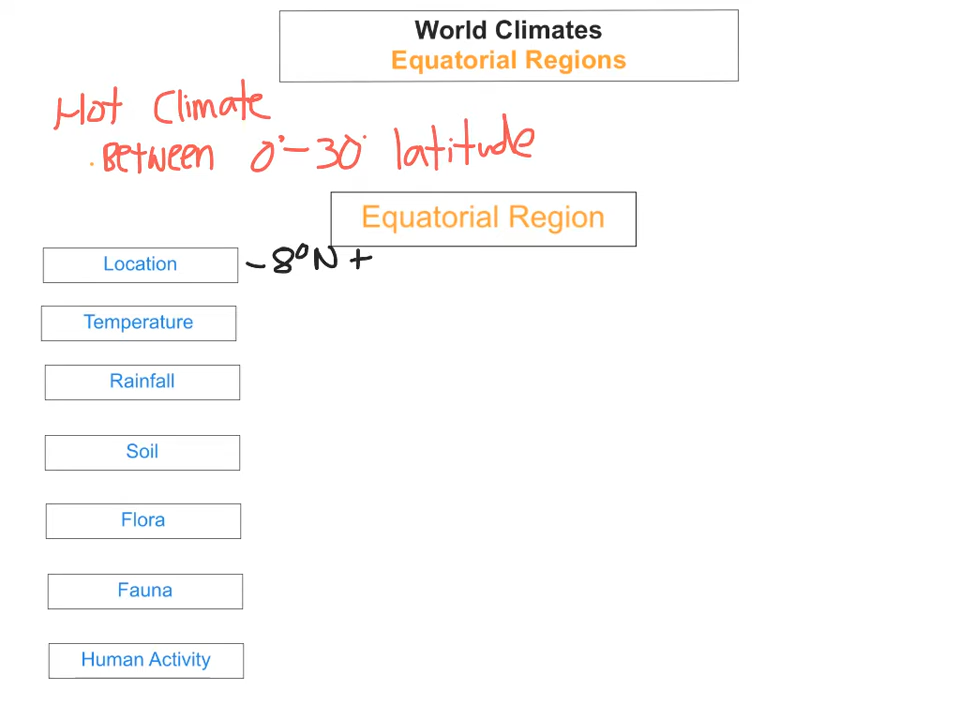 World Climates
Equatorial Regions
Hot Climate
Between 0°-30° latitude
Equatorial Region
Location
-8°N +
Temperature
Rainfall
Soil
Flora
Fauna
Human Activity